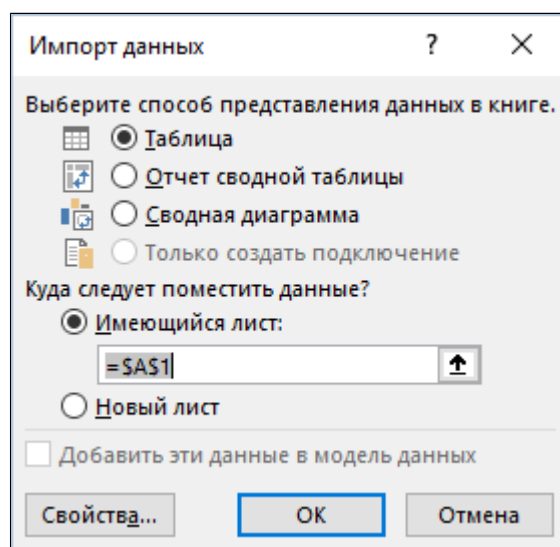 Импорт данных ?
Выберите способ представления данных в книге.
Таблица
Отчет сводной таблицы
Сводная диаграмма
Только создать подключение
Куда следует поместить данные?
Имеющийся лист:
=$A$1
Новый лист
Добавить эти данные в модель данных
Свойства... ОК Отмена